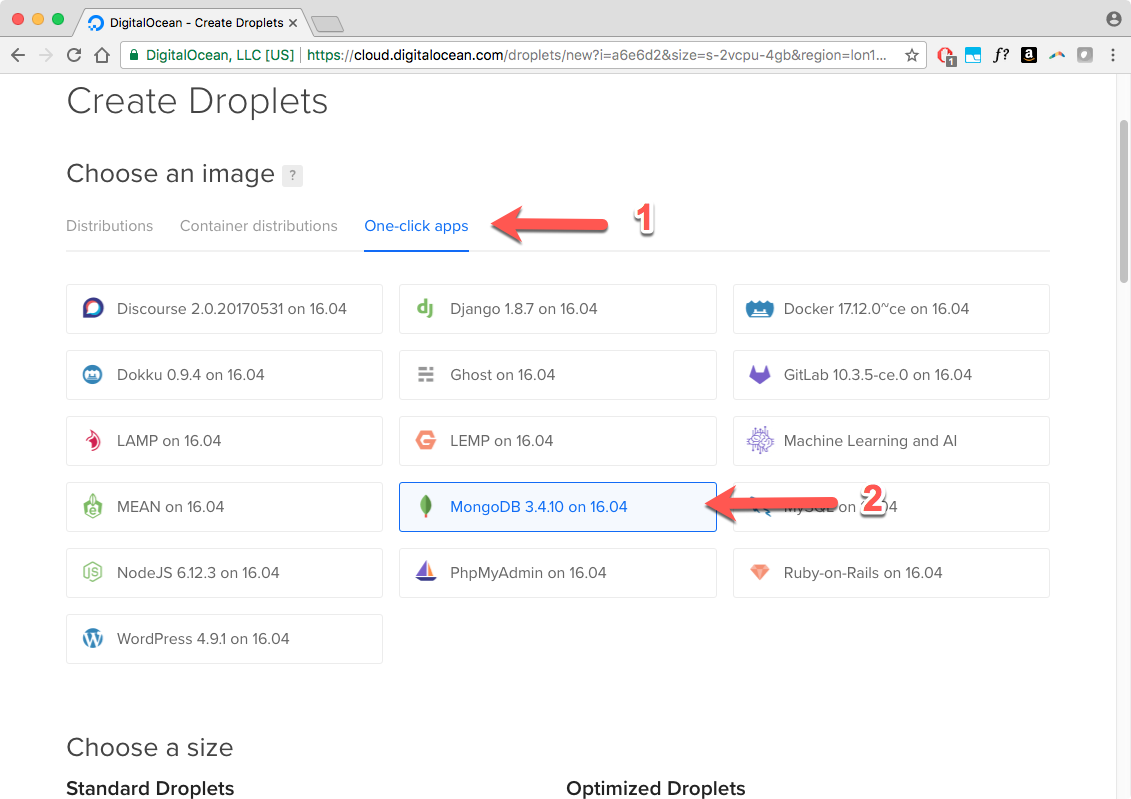 DigitalOcean - Create Droplets
DigitalOcean, LLC [US] https://cloud.digitalocean.com/droplets/new?i=a6e6d2&size=s-2vcpu-4gb&region=lon1...
1
f?
a
Create Droplets
Choose an image ?
Distributions Container distributions One-click apps 1
Discourse 2.0.20170531 on 16.04 dj Django 1.8.7 on 16.04 Docker 17.12.0~ce on 16.04
Dokku 0.9.4 on 16.04 Ghost on 16.04 GitLab 10.3.5-ce.0 on 16.04
LAMP on 16.04 LEMP on 16.04 Machine Learning and AI
MEAN on 16.04 MongoDB 3.4.10 on 16.04 MySQL on 2 04
JS NodeJS 6.12.3 on 16.04 PhpMyAdmin on 16.04 Ruby-on-Rails on 16.04
WordPress 4.9.1 on 16.04
Choose a size
Standard Droplets Optimized Droplets